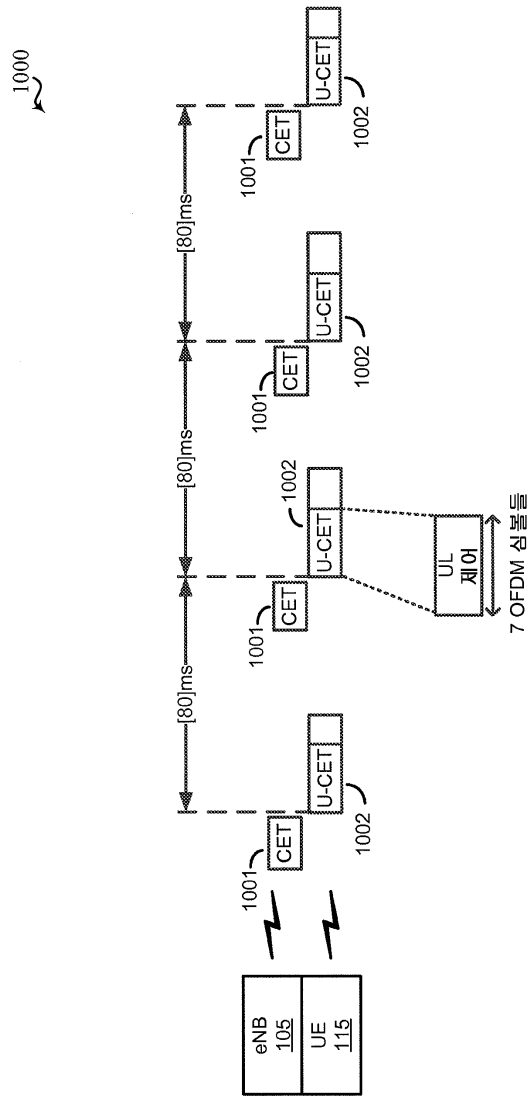 1000
[80]ms
[80]ms
[80]ms
1001
CET
1001
CET
1001
CET
1001
CET
eNB
105
UE
115
U-CET
1002
U-CET
1002
U-CET
1002
U-CET
1002
UL
제어
7 OFDM 심볼들